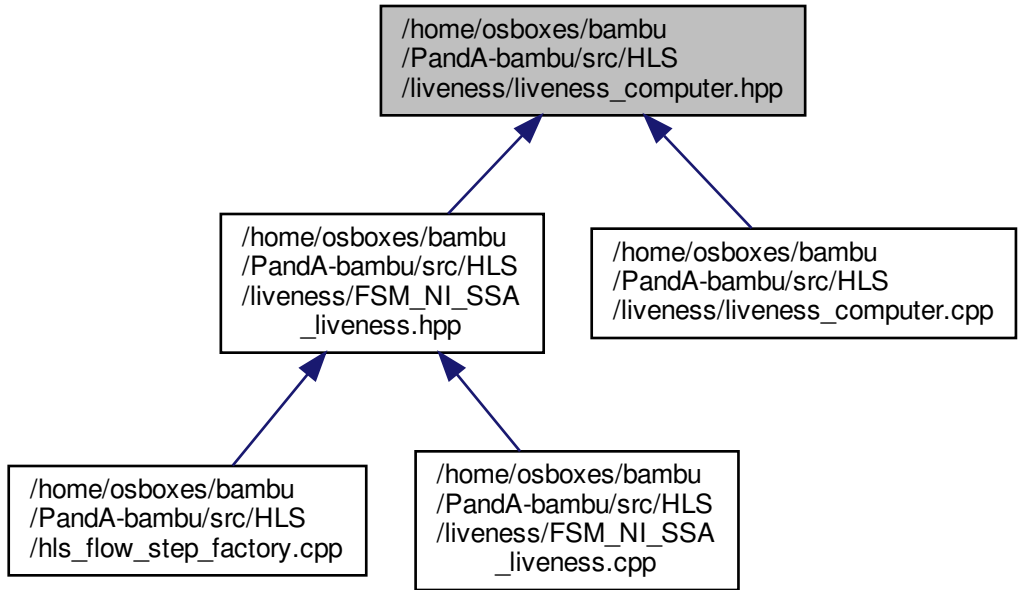 /home/osboxes/bambu
/PandA-bambu/src/HLS
/liveness/liveness_computer.hpp
/home/osboxes/bambu
/PandA-bambu/src/HLS
/liveness/FSM_NI_SSA
_liveness.hpp
/home/osboxes/bambu
/PandA-bambu/src/HLS
/liveness/liveness_computer.cpp
/home/osboxes/bambu
/PandA-bambu/src/HLS
/hls_flow_step_factory.cpp
/home/osboxes/bambu
/PandA-bambu/src/HLS
/liveness/FSM_NI_SSA
_liveness.cpp